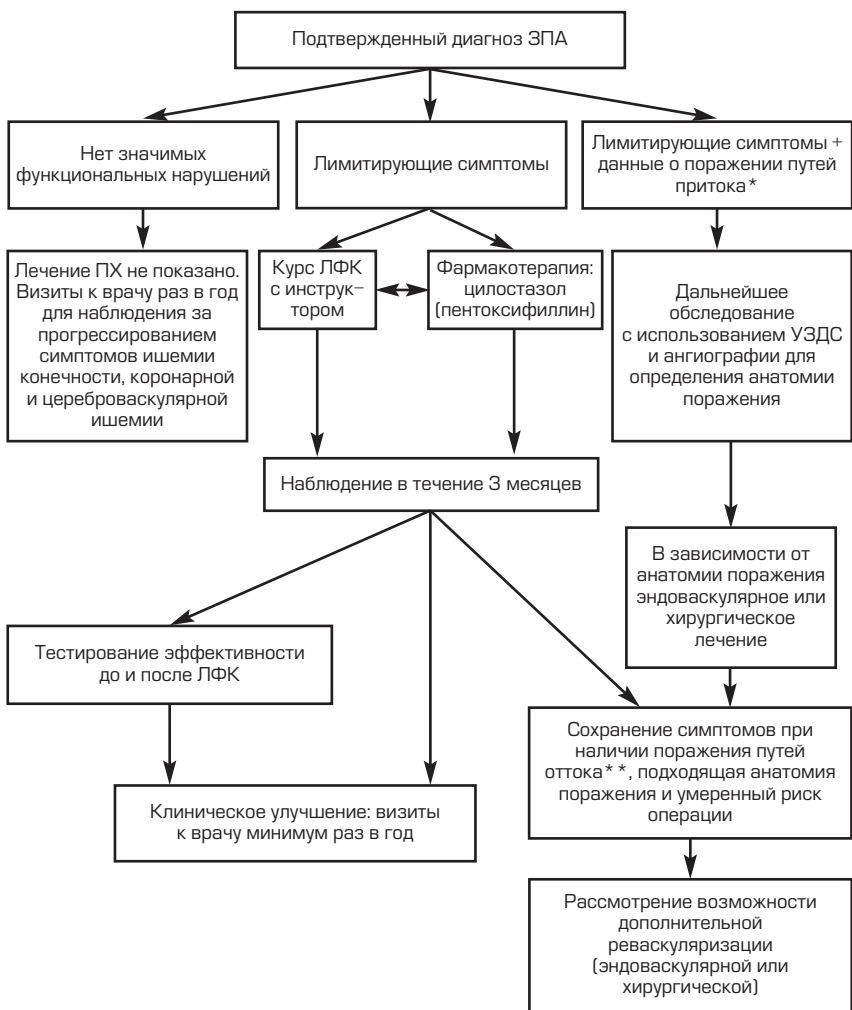 Подтвержденный диагноз ЗПА
Нет значимых
функциональных нарушений
Лимитирующие симптомы
Лимитирующие симптомы +
данные о поражении путей
притока*
Лечение ПХ не показано.
Визиты к врачу раз в год
для наблюдения за
прогрессированием
симптомов ишемии
конечности, коронарной
и цереброваскулярной
ишемии
Курс ЛФК
с инструк-
тором
Фармакотерапия:
цилостазол
(пентоксифиллин)
Дальнейшее
обследование
с использованием УЗДС
и ангиографии для
определения анатомии
поражения
Наблюдение в течение 3 месяцев
В зависимости от
анатомии поражения
эндоваскулярное или
хирургическое
лечение
Тестирование эффективности
до и после ЛФК
Сохранение симптомов при
наличии поражения путей
оттока**, подходящая анатомия
поражения и умеренный риск
операции
Клиническое улучшение: визиты
к врачу минимум раз в год
Рассмотрение возможности
дополнительной
реваскуляризации
(эндоваскулярной или
хирургической)